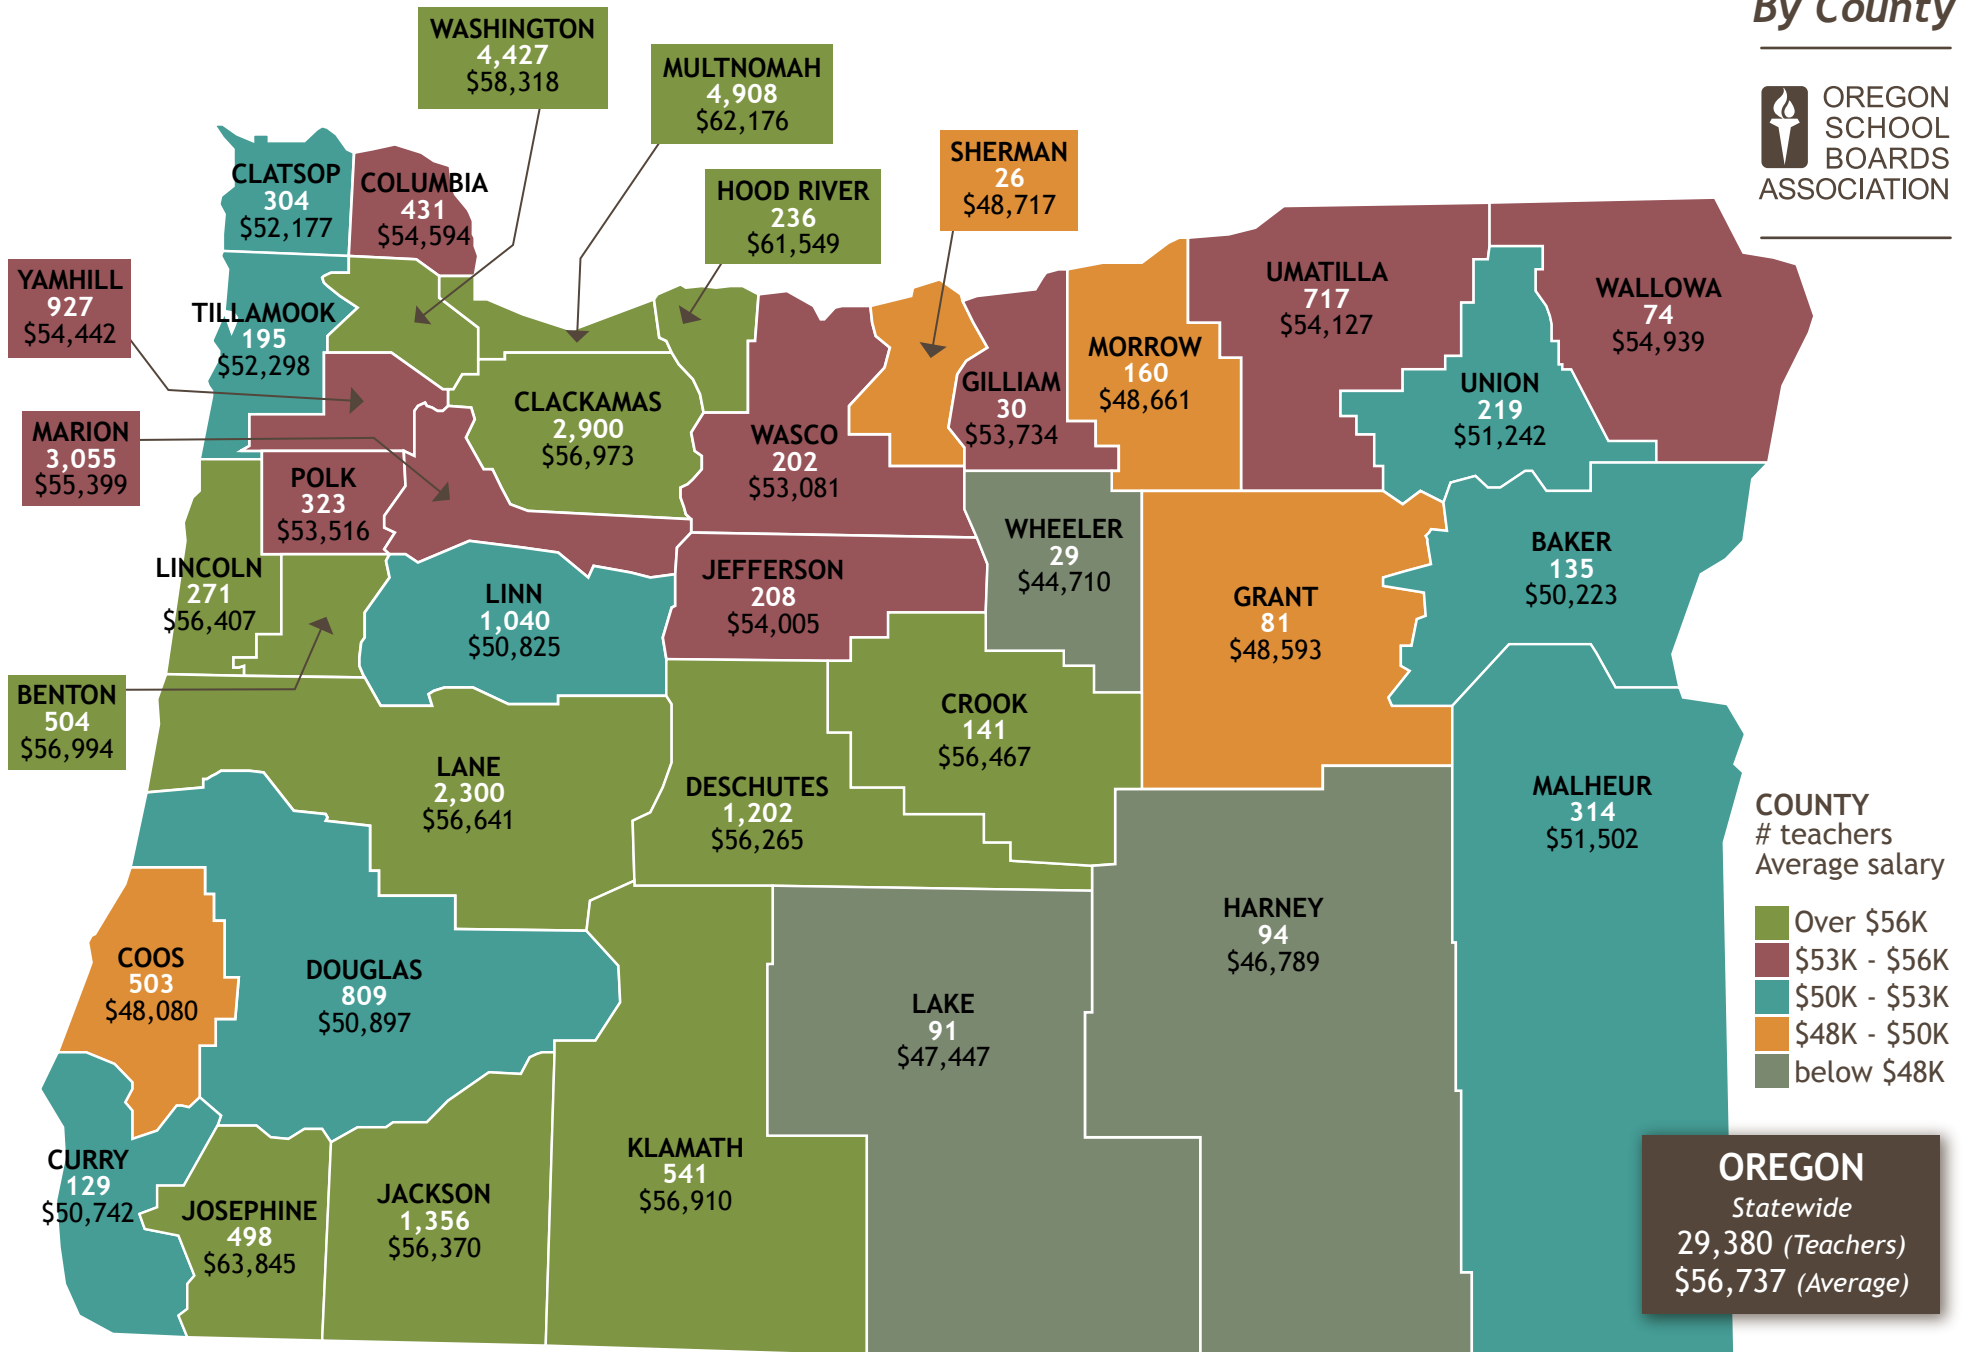 By County
OREGON
SCHOOL
BOARDS
ASSOCIATION
WASHINGTON
4,427
$58,318
MULTNOMAH
4,908
$62,176
HOOD RIVER
236
$61,549
SHERMAN
26
$48,717
CLATSOP
304
$52,177
COLUMBIA
431
$54,594
YAMHILL
927
$54,442
TILLAMOOK
195
$52,298
UMATILLA
717
$54,127
WALLOWA
74
$54,939
MORROW
160
$48,661
GILLIAM
30
$53,734
UNION
219
$51,242
CLACKAMAS
2,900
$56,973
WASCO
202
$53,081
MARION
3,055
$55,399
POLK
323
$53,516
WHEELER
29
$44,710
BAKER
135
$50,223
LINCOLN
271
$56,407
LINN
1,040
$50,825
JEFFERSON
208
$54,005
GRANT
81
$48,593
BENTON
504
$56,994
CROOK
141
$56,467
LANE
2,300
$56,641
DESCHUTES
1,202
$56,265
MALHEUR
314
$51,502
COUNTY
# teachers
Average salary
Over $56K
$53K - $56K
$50K - $53K
$48K - $50K
below $48K
COOS
503
$48,080
DOUGLAS
809
$50,897
HARNEY
94
$46,789
LAKE
91
$47,447
CURRY
129
$50,742
JOSEPHINE
498
$63,845
JACKSON
1,356
$56,370
KLAMATH
541
$56,910
OREGON
Statewide
29,380 (Teachers)
$56,737 (Average)